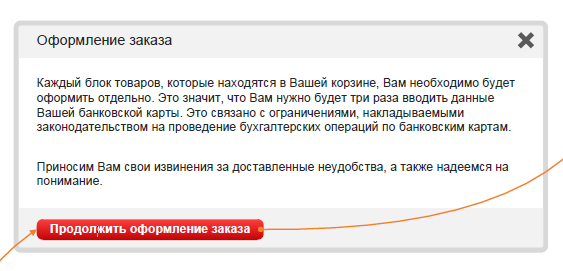 Оформление заказа
Каждый блок товаров, которые находятся в Вашей корзине, Вам необходимо будет
оформить отдельно. Это значит, что Вам нужно будет три раза вводить данные
Вашей банковской карты. Это связано с ограничениями, накладываемыми
законодательством на проведение бухгалтерских операций по банковским картам.
Приносим Вам свои извинения за доставленные неудобства, а также надеемся на
понимание.
Продолжить оформление заказа